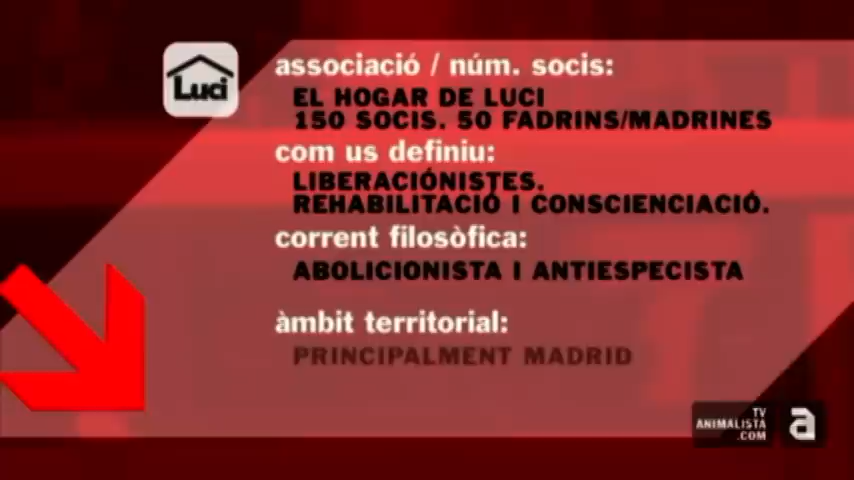 Luci
associació / núm. socis:
EL HOGAR DE LUCI
150 SOCIS. 50 FADRINS/MADRINES
com us definiu:
LIBERACIÓNISTES.
REHABILITACIÓ I CONSCIENCIACIÓ.
corrent filosòfica:
ABOLICIONISTA I ANTIESPECISTA
àmbit territorial:
PRINCIPALMENT MADRID
TV
ANIMALISTA
.COM
a